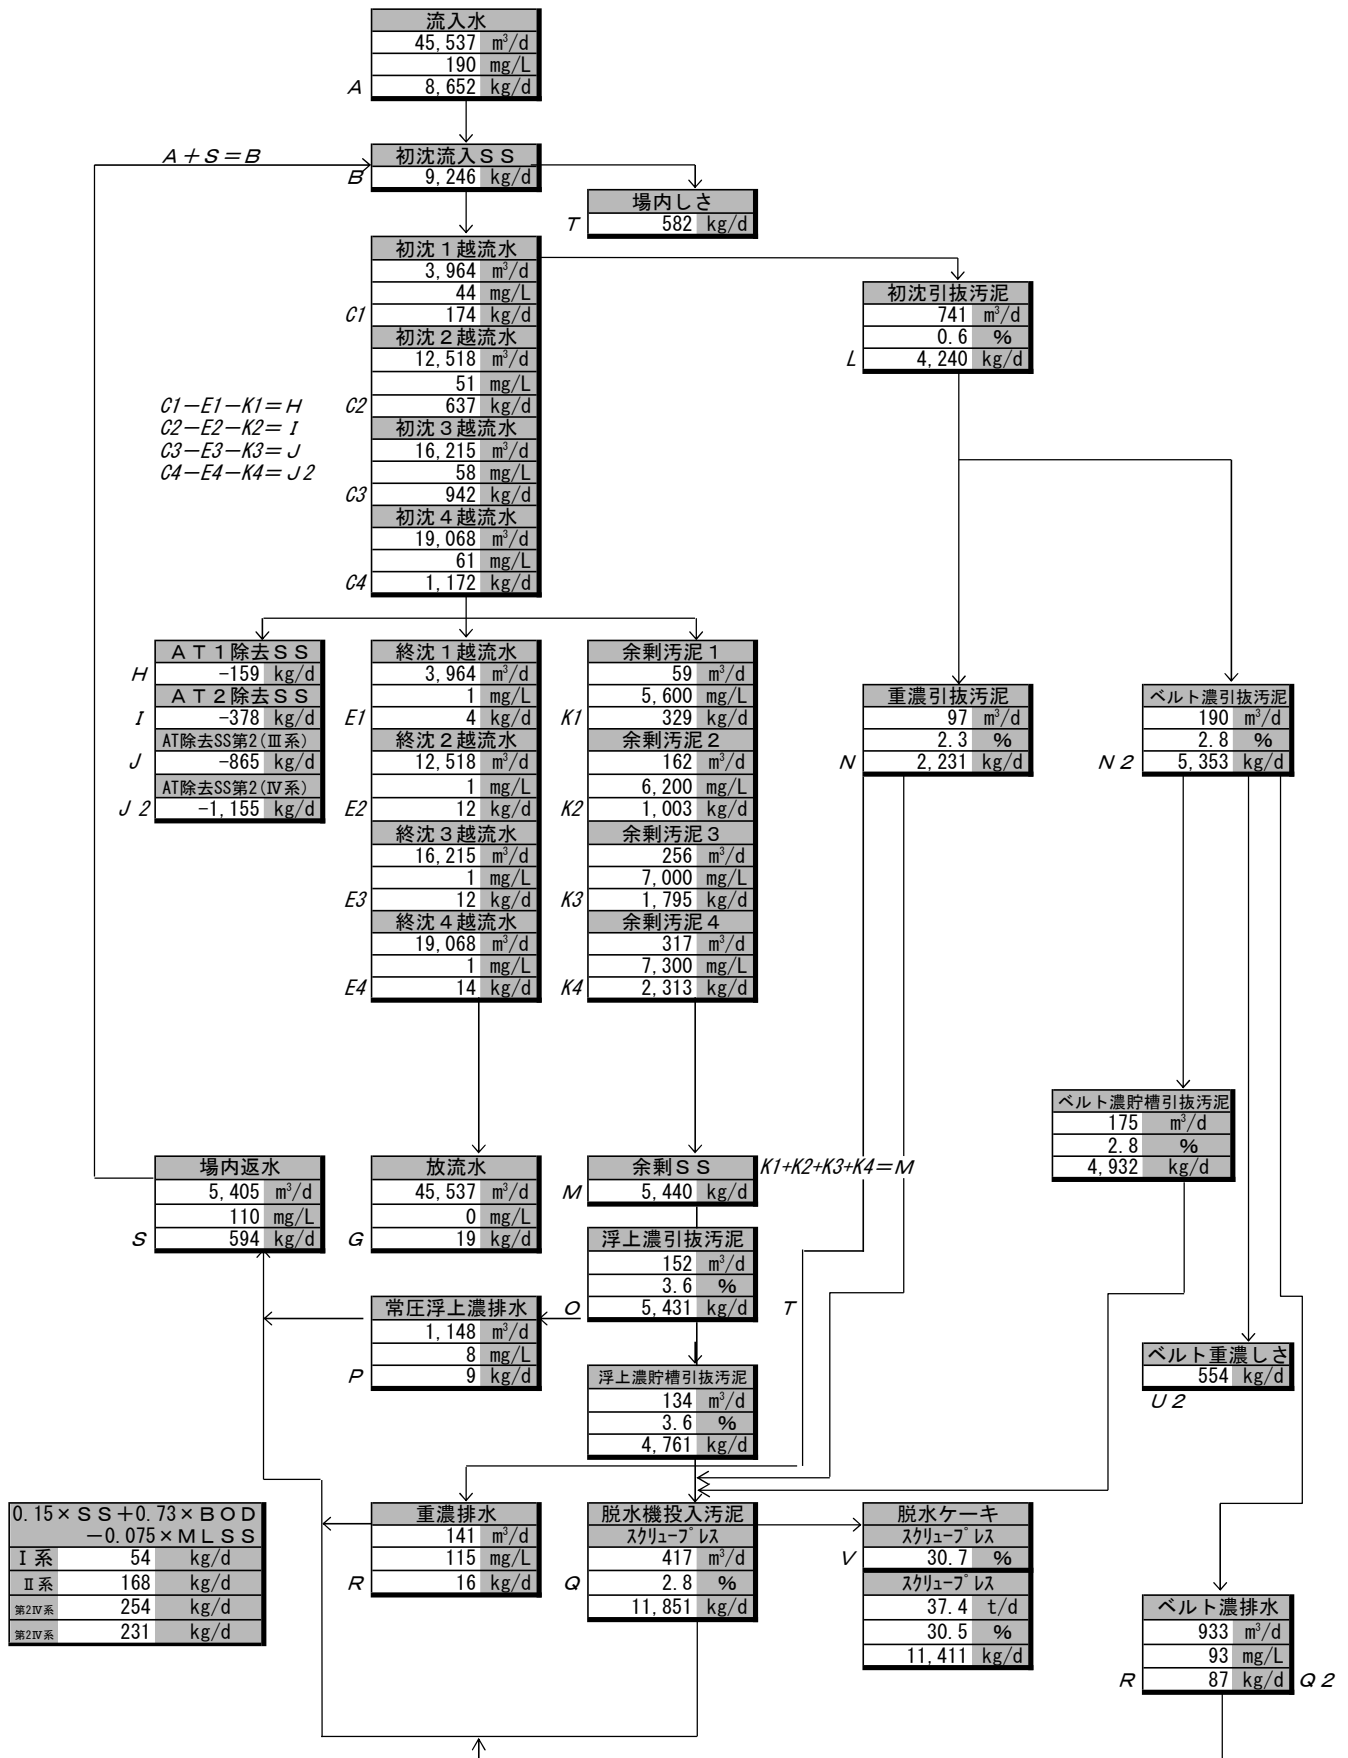 流入水
45,537 m³/d
190 mg/L
A 8,652 kg/d
A+S=B
初沈流入SS
B 9,246 kg/d
場内しさ
T 582 kg/d
初沈1越流水
3,964 m³/d
44 mg/L
C1 174 kg/d
初沈2越流水
12,518 m³/d
51 mg/L
C2 637 kg/d
初沈3越流水
16,215 m³/d
58 mg/L
C3 942 kg/d
初沈4越流水
19,068 m³/d
61 mg/L
C4 1,172 kg/d
初沈引抜汚泥
741 m³/d
0.6 %
L 4,240 kg/d
C1-E1-K1=H
C2-E2-K2=I
C3-E3-K3=J
C4-E4-K4=J2
AT1除去SS
H -159 kg/d
AT2除去SS
I -378 kg/d
AT除去SS第2(Ⅲ系)
J -865 kg/d
AT除去SS第2(Ⅳ系)
J2 -1,155 kg/d
終沈1越流水
3,964 m³/d
1 mg/L
E1 4 kg/d
終沈2越流水
12,518 m³/d
1 mg/L
E2 12 kg/d
終沈3越流水
16,215 m³/d
1 mg/L
E3 12 kg/d
終沈4越流水
19,068 m³/d
1 mg/L
E4 14 kg/d
余剰汚泥1
59 m³/d
5,600 mg/L
K1 329 kg/d
余剰汚泥2
162 m³/d
6,200 mg/L
K2 1,003 kg/d
余剰汚泥3
256 m³/d
7,000 mg/L
K3 1,795 kg/d
余剰汚泥4
317 m³/d
7,300 mg/L
K4 2,313 kg/d
重濃引抜汚泥
97 m³/d
2.3 %
N 2,231 kg/d
ベルト濃引抜汚泥
190 m³/d
2.8 %
N2 5,353 kg/d
ベルト濃貯槽引抜汚泥
175 m³/d
2.8 %
4,932 kg/d
場内返水
5,405 m³/d
110 mg/L
S 594 kg/d
放流水
45,537 m³/d
0 mg/L
G 19 kg/d
余剰SS
M 5,440 kg/d
K1+K2+K3+K4=M
浮上濃引抜汚泥
152 m³/d
3.6 %
O 5,431 kg/d
T
常圧浮上濃排水
1,148 m³/d
8 mg/L
P 9 kg/d
浮上濃貯槽引抜汚泥
134 m³/d
3.6 %
4,761 kg/d
ベルト重濃しさ
554 kg/d
U2
0.15×SS+0.73×BOD
-0.075×MLSS
Ⅰ系 54 kg/d
Ⅱ系 168 kg/d
第2Ⅳ系 254 kg/d
第2Ⅳ系 231 kg/d
重濃排水
141 m³/d
115 mg/L
R 16 kg/d
脱水機投入汚泥
スクリュープレス
417 m³/d
Q 2.8 %
11,851 kg/d
脱水ケーキ
スクリュープレス
V 30.7 %
スクリュープレス
37.4 t/d
30.5 %
11,411 kg/d
ベルト濃排水
933 m³/d
93 mg/L
R 87 kg/d Q2